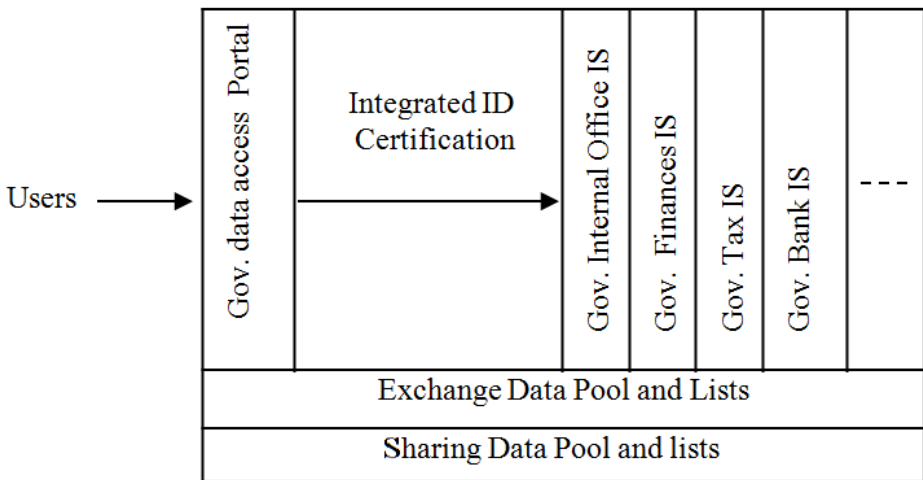 Users
Gov. data access Portal
Integrated ID
Certification
Gov. Internal Office IS
Gov. Finances IS
Gov. Tax IS
Gov. Bank IS
Exchange Data Pool and Lists
Sharing Data Pool and lists